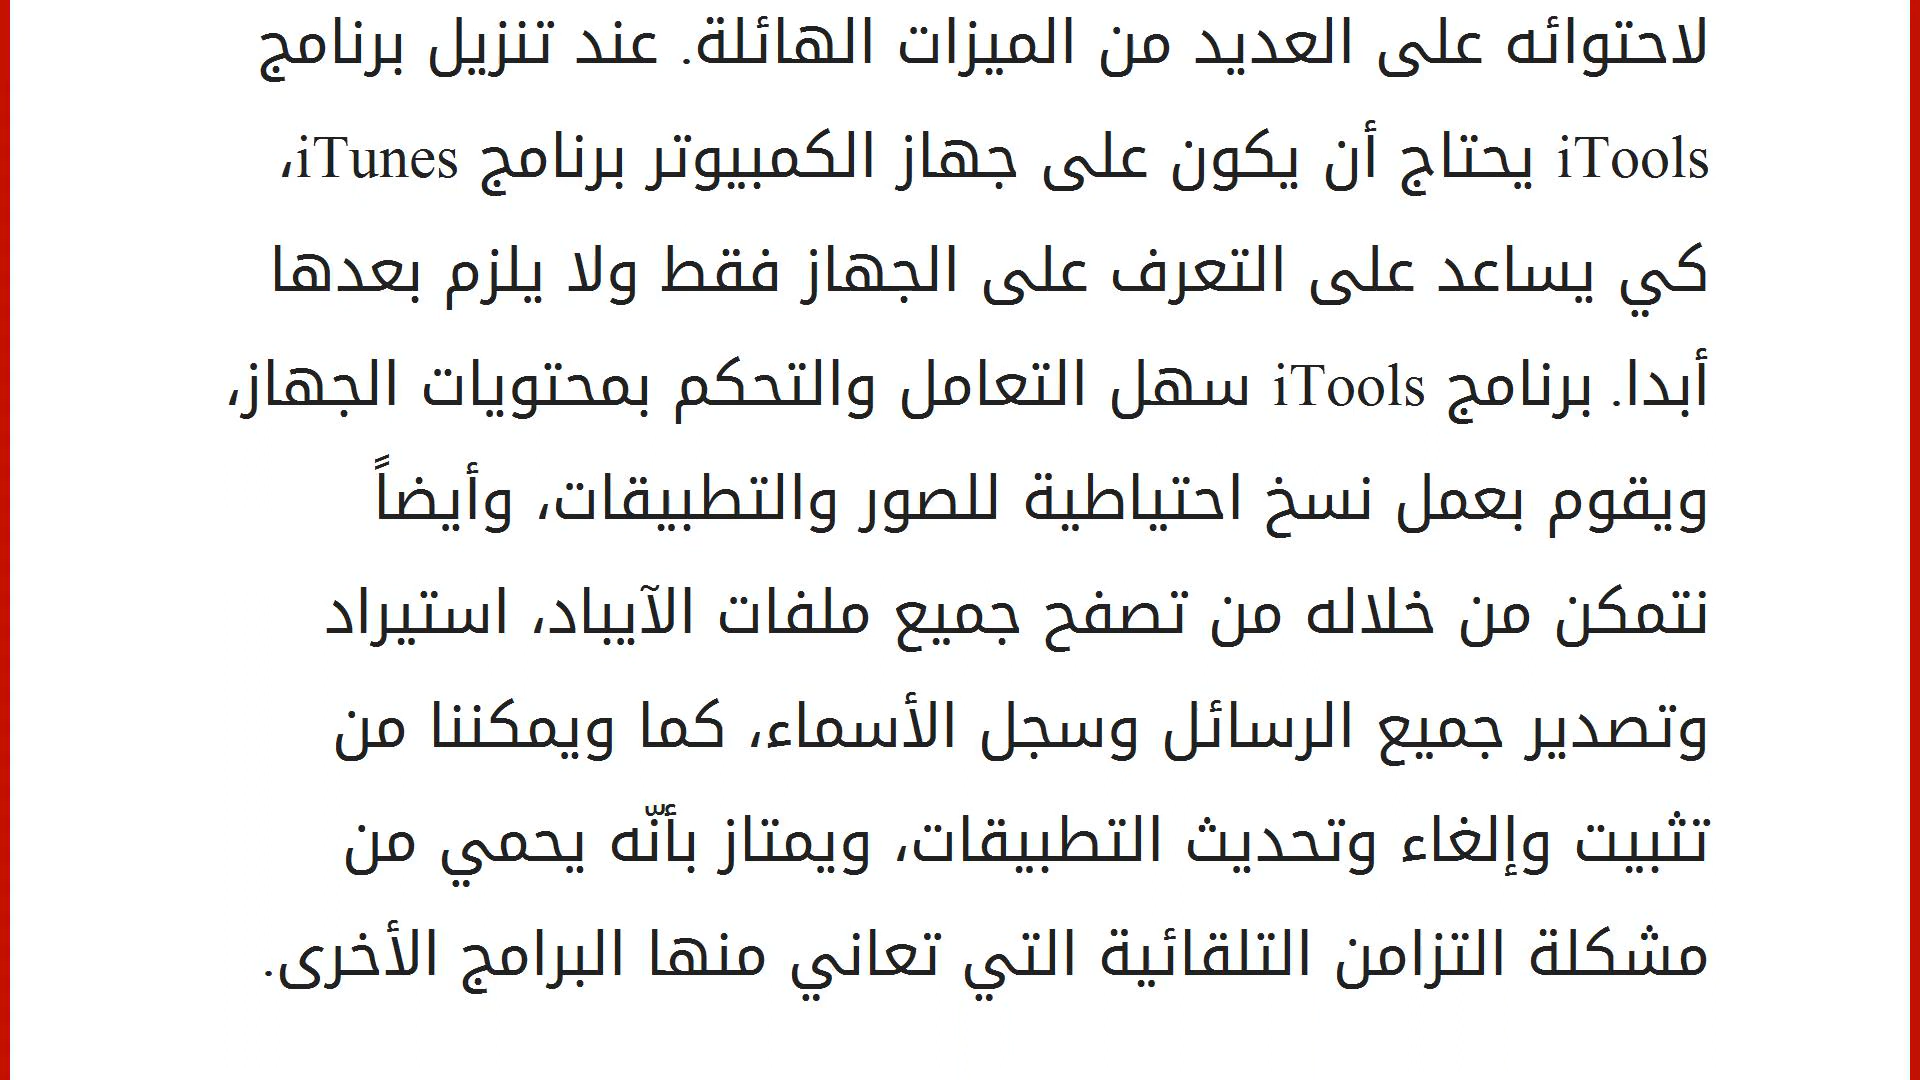 لاحتوائه على العديد من الميزات الهائلة. عند تنزيل برنامج
iTools يحتاج أن يكون على جهاز الكمبيوتر برنامج iTunes،
كي يساعد على التعرف على الجهاز فقط ولا يلزم بعدها
أبدا. برنامج iTools سهل التعامل والتحكم بمحتويات الجهاز،
ويقوم بعمل نسخ احتياطية للصور والتطبيقات، وأيضاً
نتمكن من خلاله من تصفح جميع ملفات الآيباد، استيراد
وتصدير جميع الرسائل وسجل الأسماء، كما ويمكننا من
تثبيت وإلغاء وتحديث التطبيقات، ويمتاز بأنّه يحمي من
مشكلة التزامن التلقائية التي تعاني منها البرامج الأخرى.